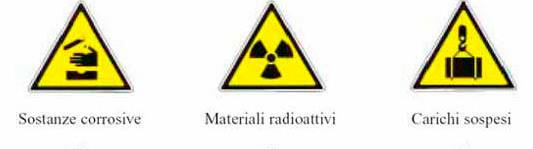 Sostanze corrosive
Materiali radioattivi
Carichi sospesi